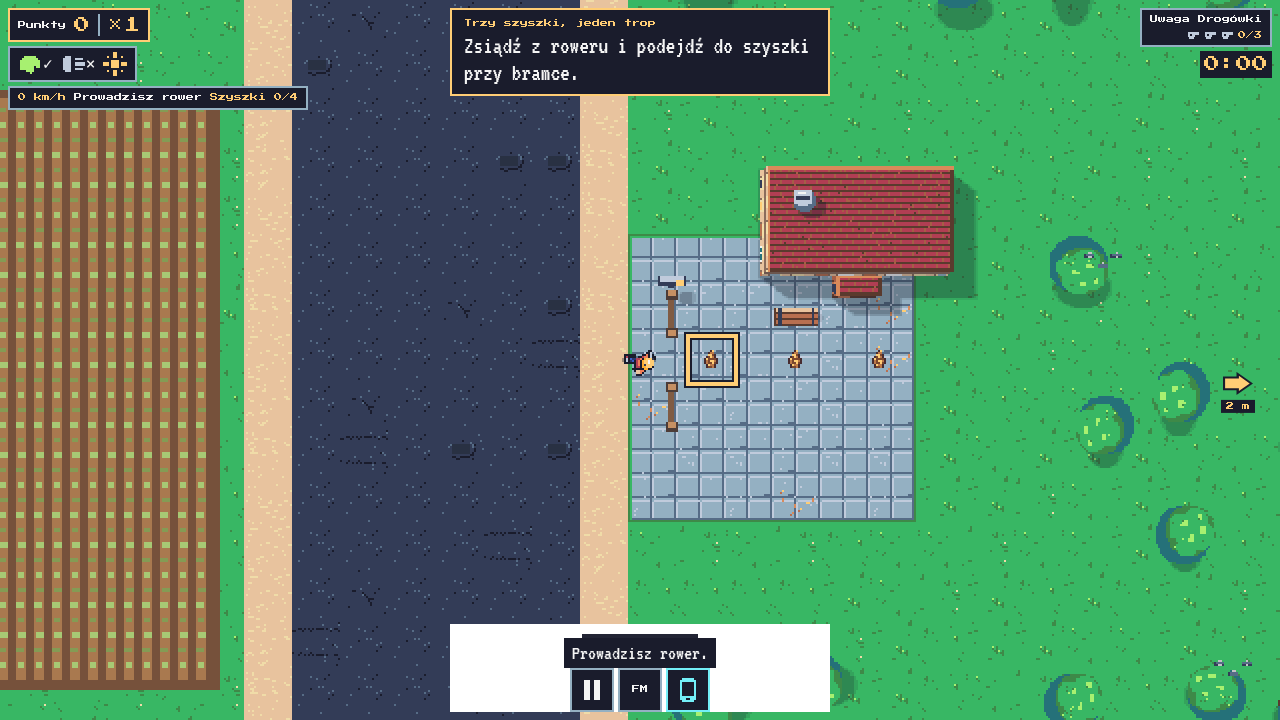 Punkty 0 | ×1
✓ × 
0 km/h Prowadzisz rower Szyszki 0/4
Trzy szyszki, jeden trop
Zsiądź z roweru i podejdź do szyszki
przy bramce.
Uwaga Drogówki
0/3
0:00
2 m
Prowadzisz rower.
FM